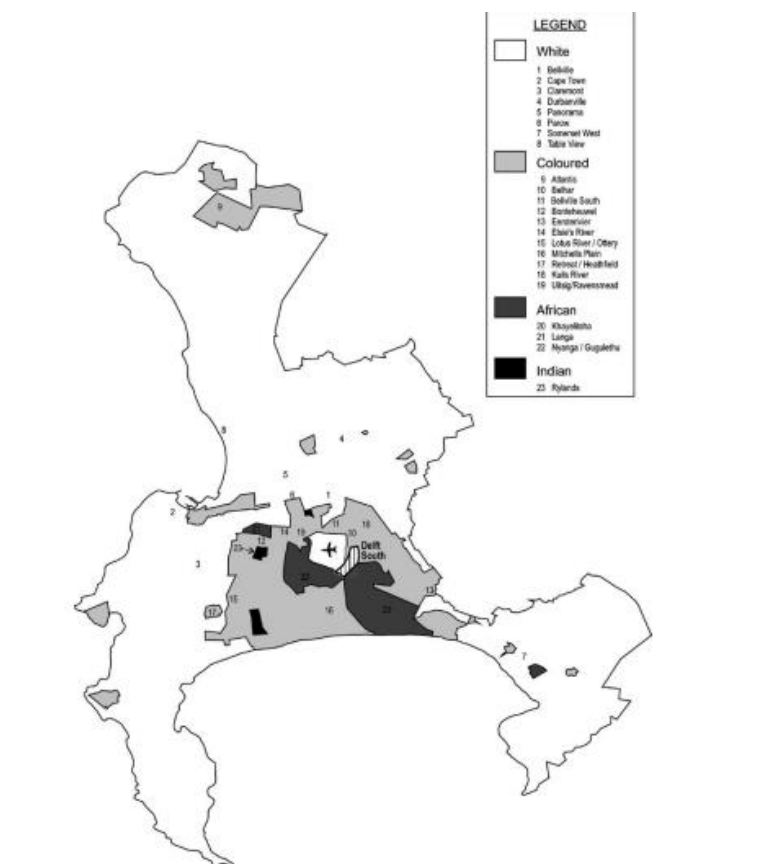 LEGEND
White
1 Bellville
2 Cape Town
3 Claremont
4 Durbanville
5 Panorama
6 Parow
7 Somerset West
8 Table View
Coloured
9 Atlantis
10 Belhar
11 Bellville South
12 Bonteheuwel
13 Eersterivier
14 Elsie's River
15 Lotus River / Ottery
16 Mitchells Plain
17 Retreat / Heathfield
18 Kuils River
19 Uitsig/Ravensmead
African
20 Khayelitsha
21 Langa
22 Nyanga / Gugulethu
Indian
23 Rylands
9
8
4
5
6
1
2
11
18
14
19
10
12
23
Delft
South
3
22
13
15
17
16
7